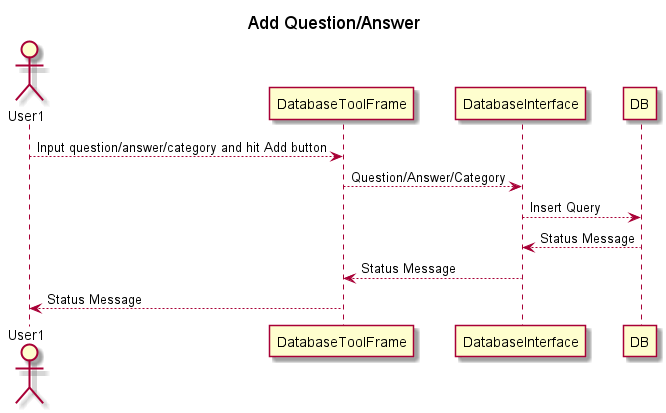 Add Question/Answer
User1
DatabaseToolFrame
DatabaseInterface
DB
Input question/answer/category and hit Add button
Question/Answer/Category
Insert Query
Status Message
Status Message
Status Message
User1
DatabaseToolFrame
DatabaseInterface
DB